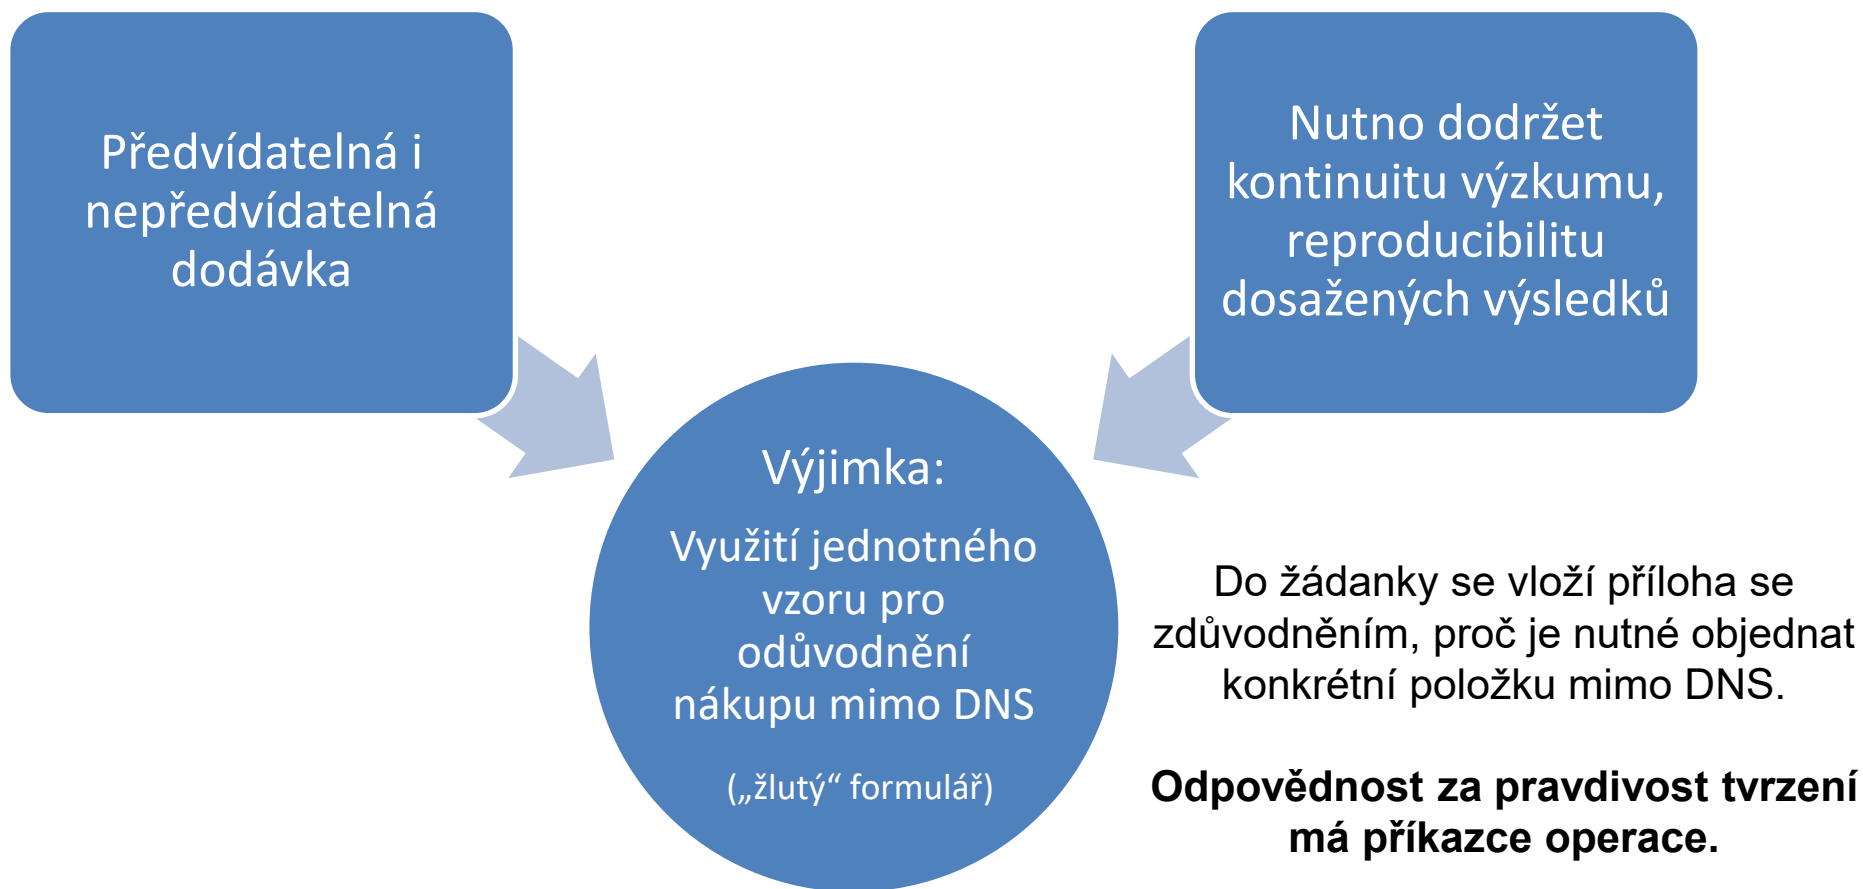 Předvídatelná i
nepředvídatelná
dodávka
Nutno dodržet
kontinuitu výzkumu,
reproducibilitu
dosažených výsledků
Výjimka:
Využití jednotného
vzoru pro
odůvodnění
nákupu mimo DNS
(„žlutý“ formulář)
Do žádanky se vloží příloha se
zdůvodněním, proč je nutné objednat
konkrétní položku mimo DNS.
Odpovědnost za pravdivost tvrzení
má příkazce operace.